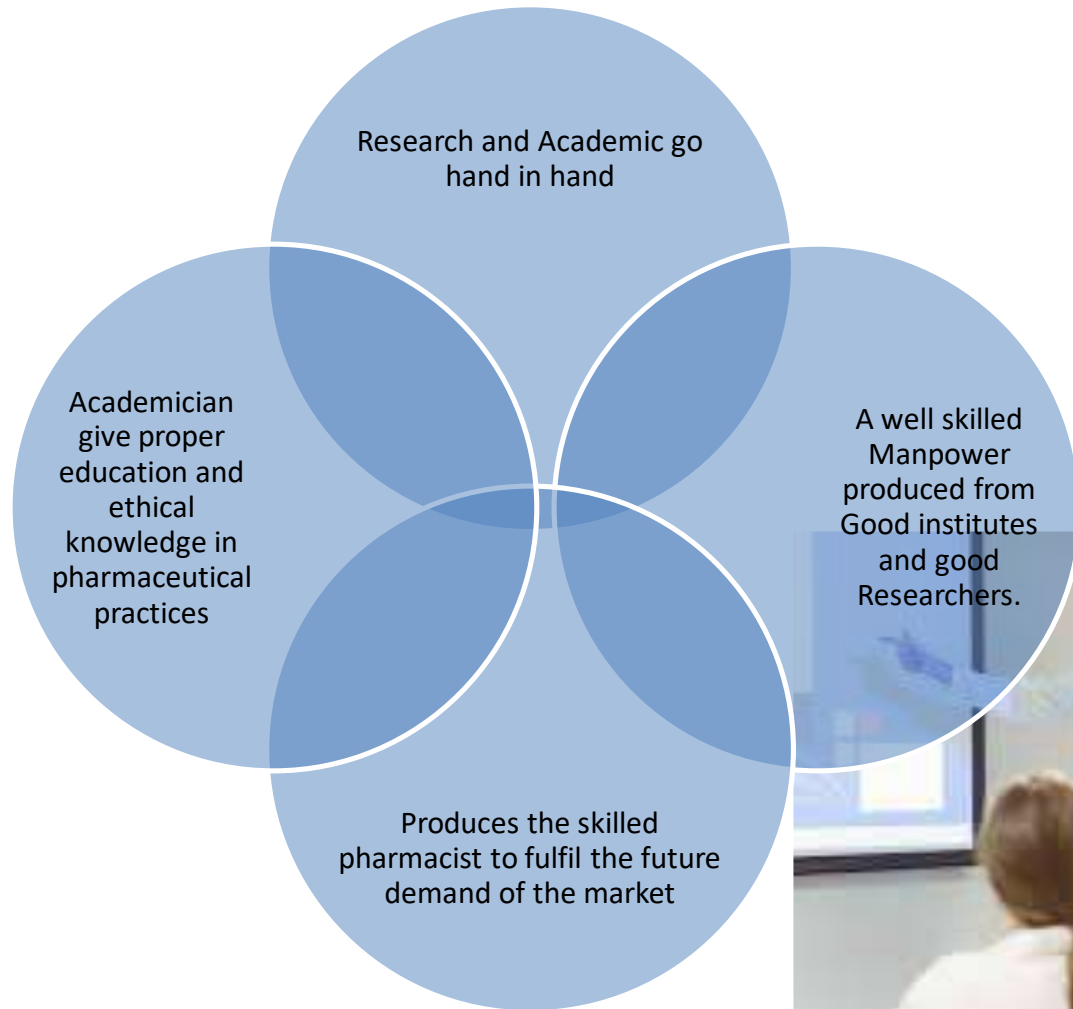 Research and Academic go
hand in hand
Academician
give proper
education and
ethical
knowledge in
pharmaceutical
practices
A well skilled
Manpower
produced from
Good institutes
and good
Researchers.
Produces the skilled
pharmacist to fulfil the future
demand of the market